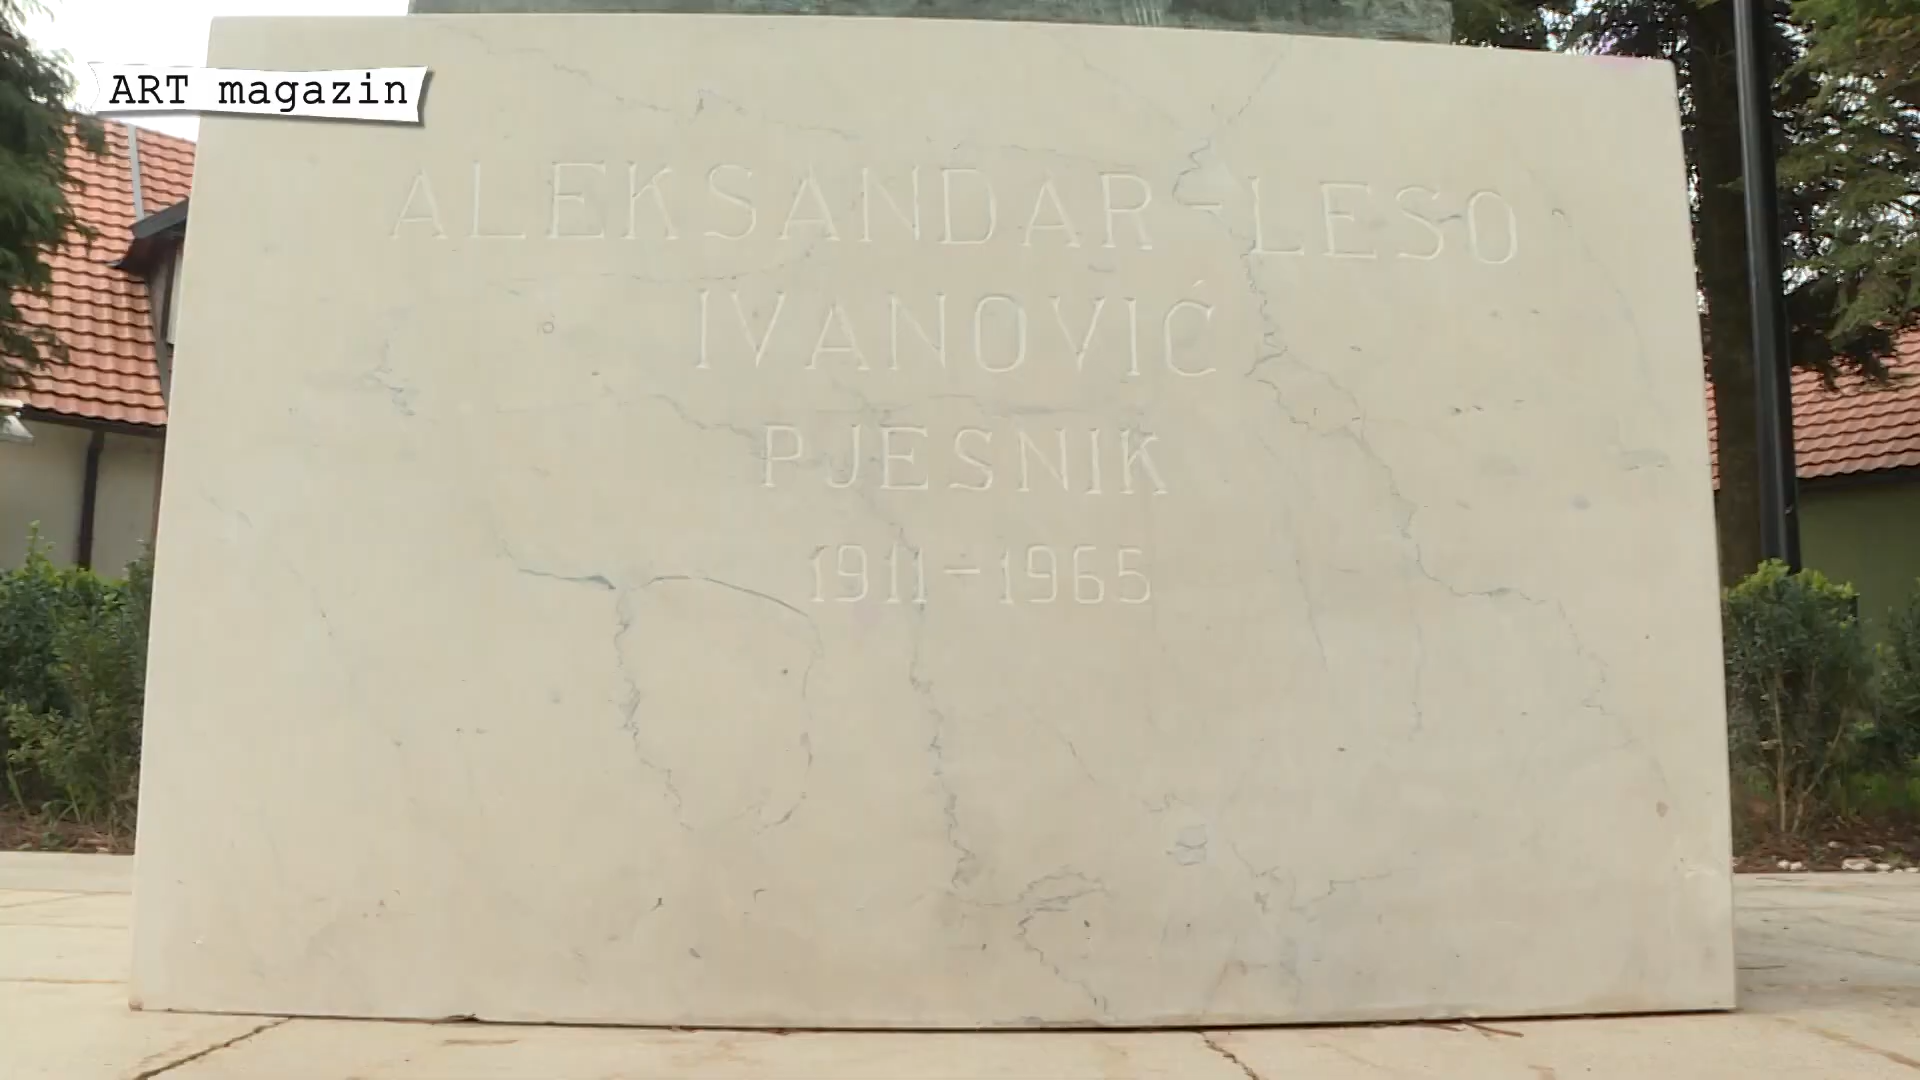 ART magazin
ALEKSANDAR-LESO
IVANOVIĆ
PJESNIK
1911-1965